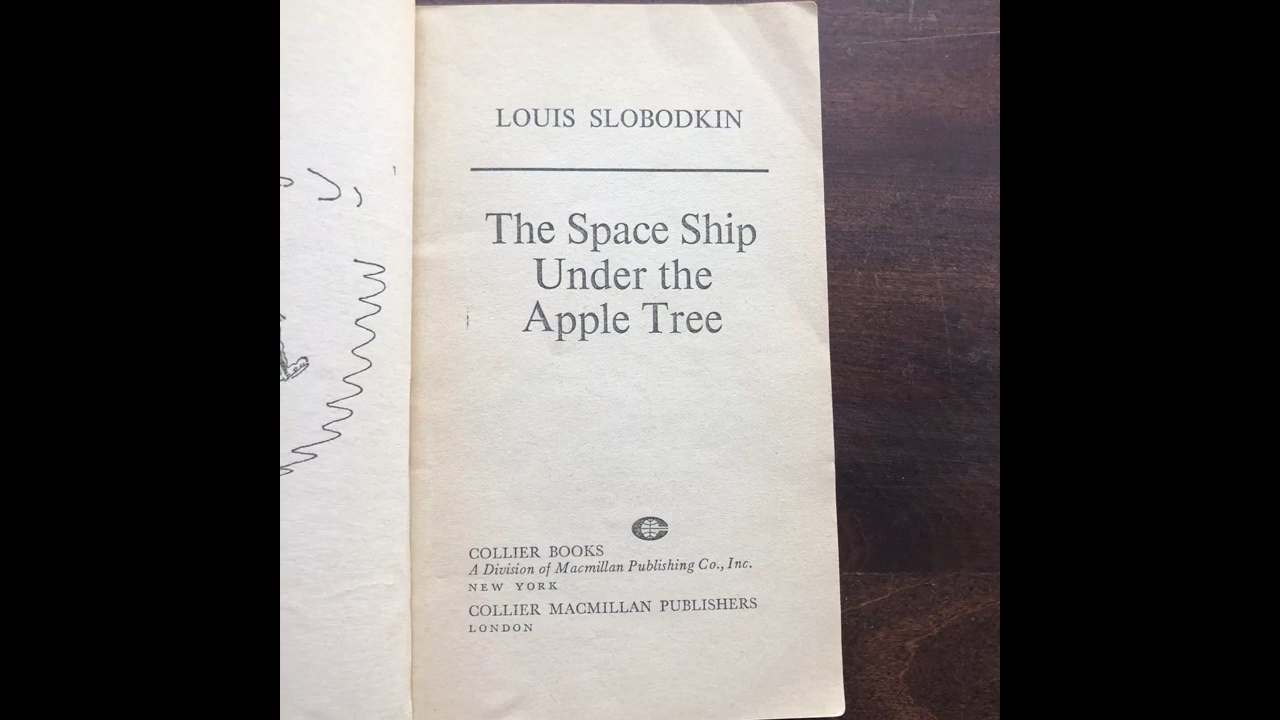 LOUIS SLOBODKIN
The Space Ship
Under the
Apple Tree
COLLIER BOOKS
A Division of Macmillan Publishing Co., Inc.
NEW YORK
COLLIER MACMILLAN PUBLISHERS
LONDON